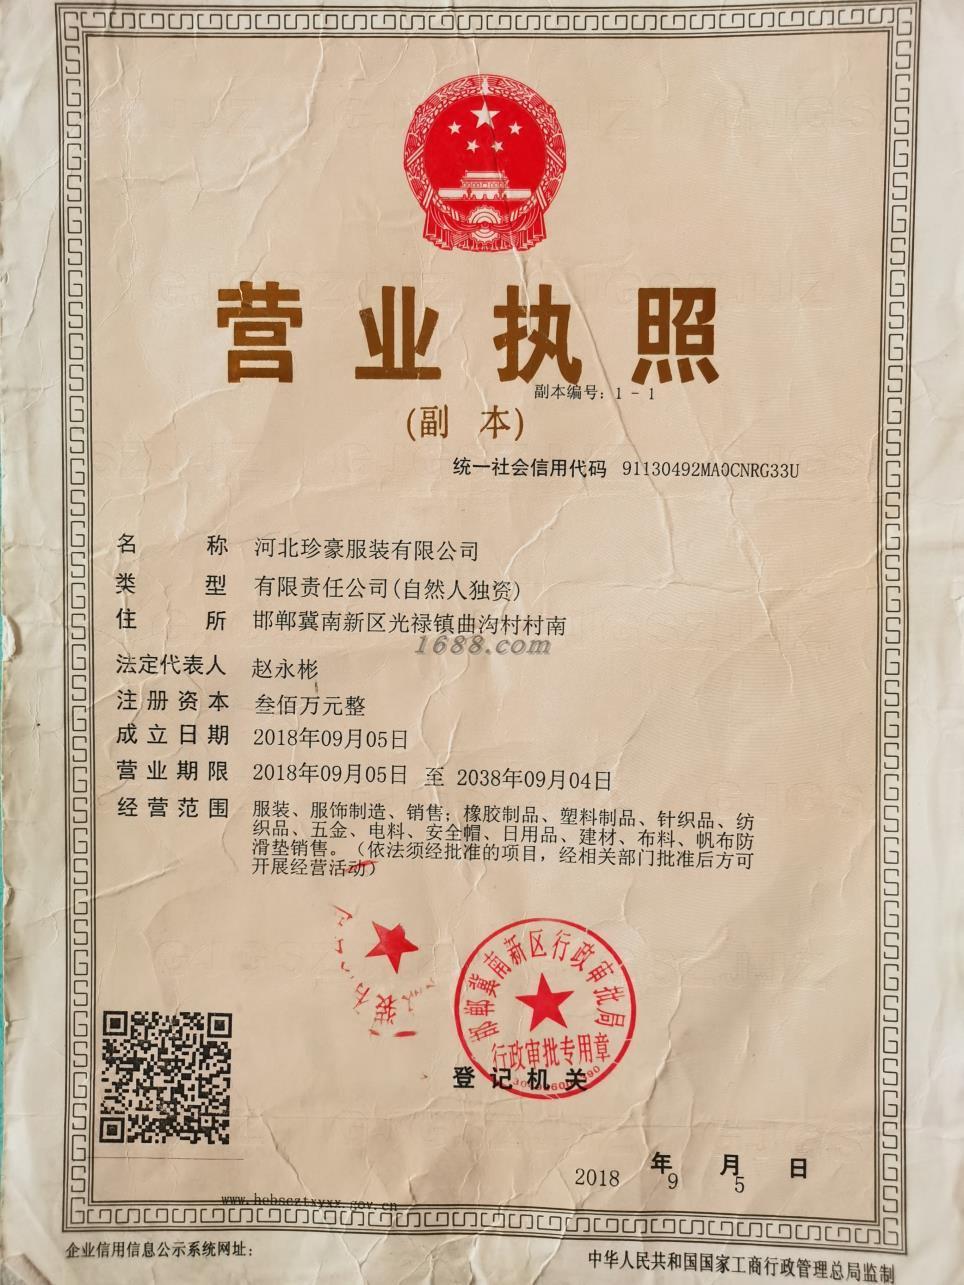 营业执照
副本编号：1-1
(副 本)
统一社会信用代码 91130492MA0CNRG33U
名称 河北珍豪服装有限公司
类型 有限责任公司(自然人独资)
住所 邯郸冀南新区光禄镇曲沟村村南
1688.com
法定代表人 赵永彬
注册资本 叁佰万元整
成立日期 2018年09月05日
营业期限 2018年09月05日 至 2038年09月04日
经营范围 服装、服饰制造、销售；橡胶制品、塑料制品、针织品、纺
织品、五金、电料、安全帽、日用品、建材、布料、帆布防
滑垫销售。（依法须经批准的项目，经相关部门批准后方可
开展经营活动）
邯郸冀南新区行政审批局
行政审批专用章
登记机关
2018年9月5日
www.hebscztxyxx.gov.cn
企业信用信息公示系统网址：
中华人民共和国国家工商行政管理总局监制